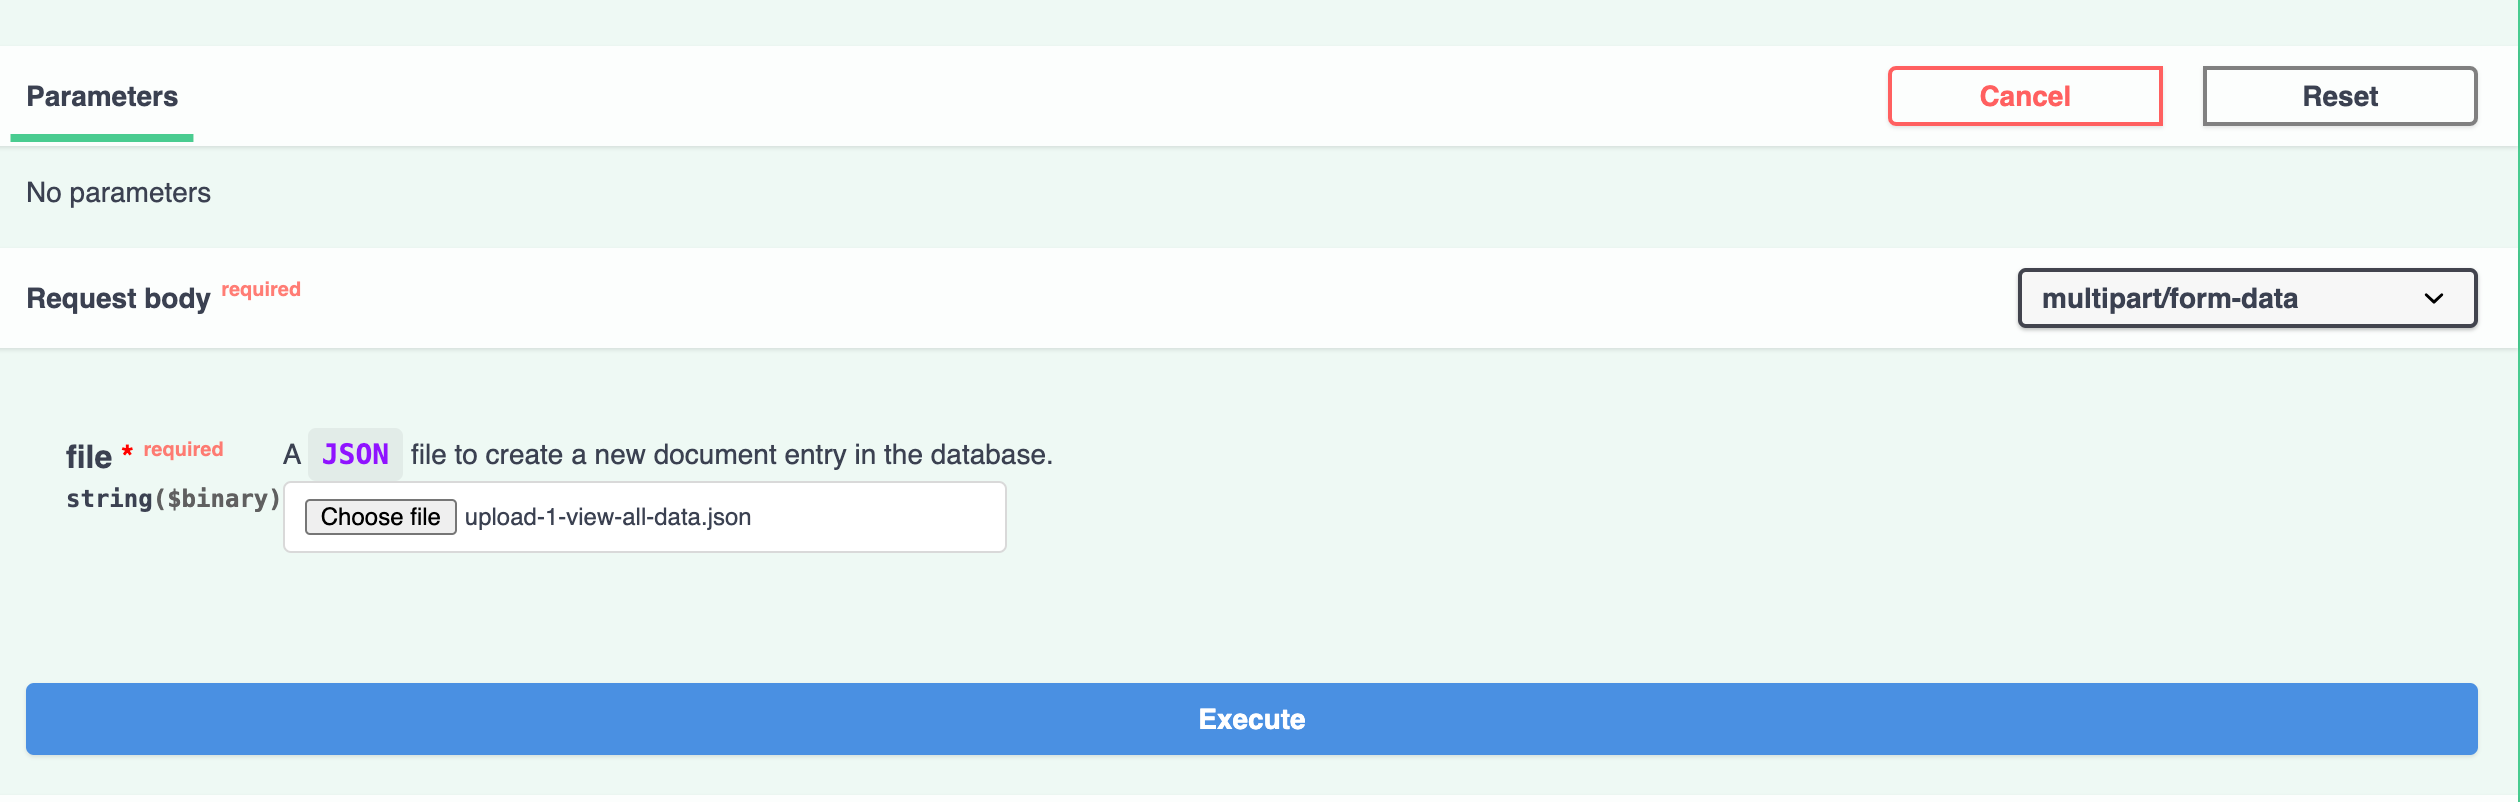 Parameters
Cancel
Reset
No parameters
Request body required
multipart/form-data
file * required
string($binary)
A JSON file to create a new document entry in the database.
Choose file upload-1-view-all-data.json
Execute